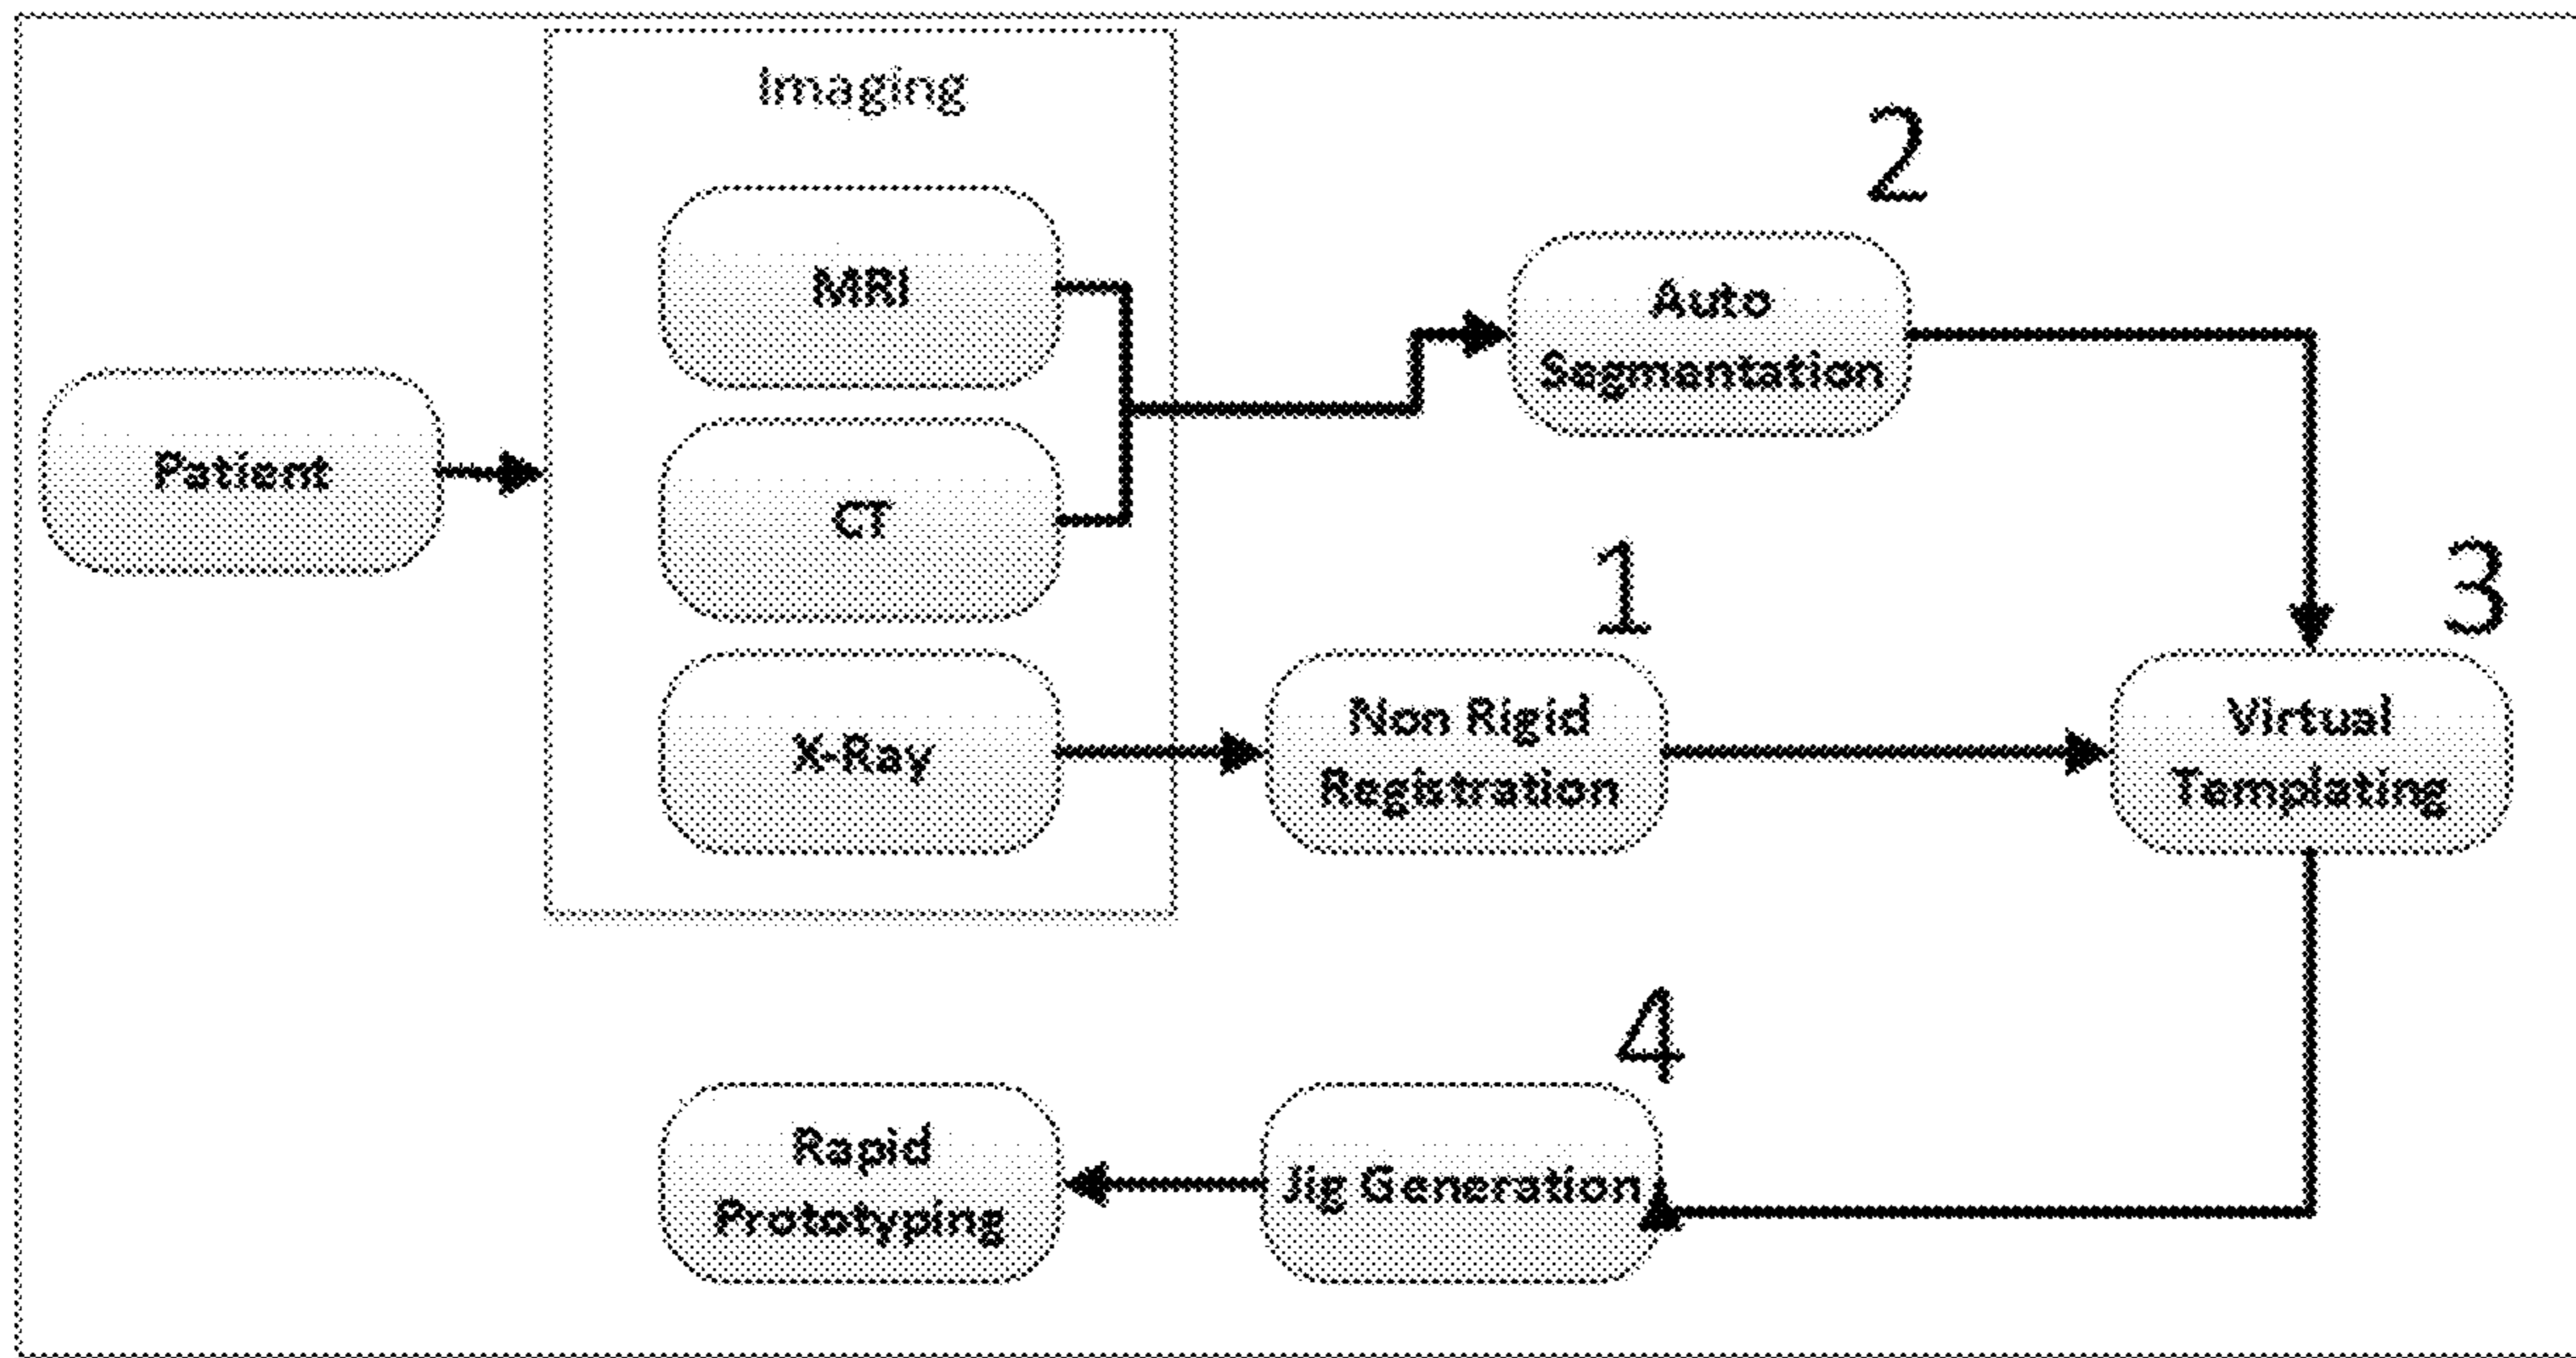 Imaging
MRI
2
Auto
Segmentation
Patient
CT
1
3
X-Ray
Non Rigid
Registration
Virtual
Templating
4
Rapid
Prototyping
Jig Generation